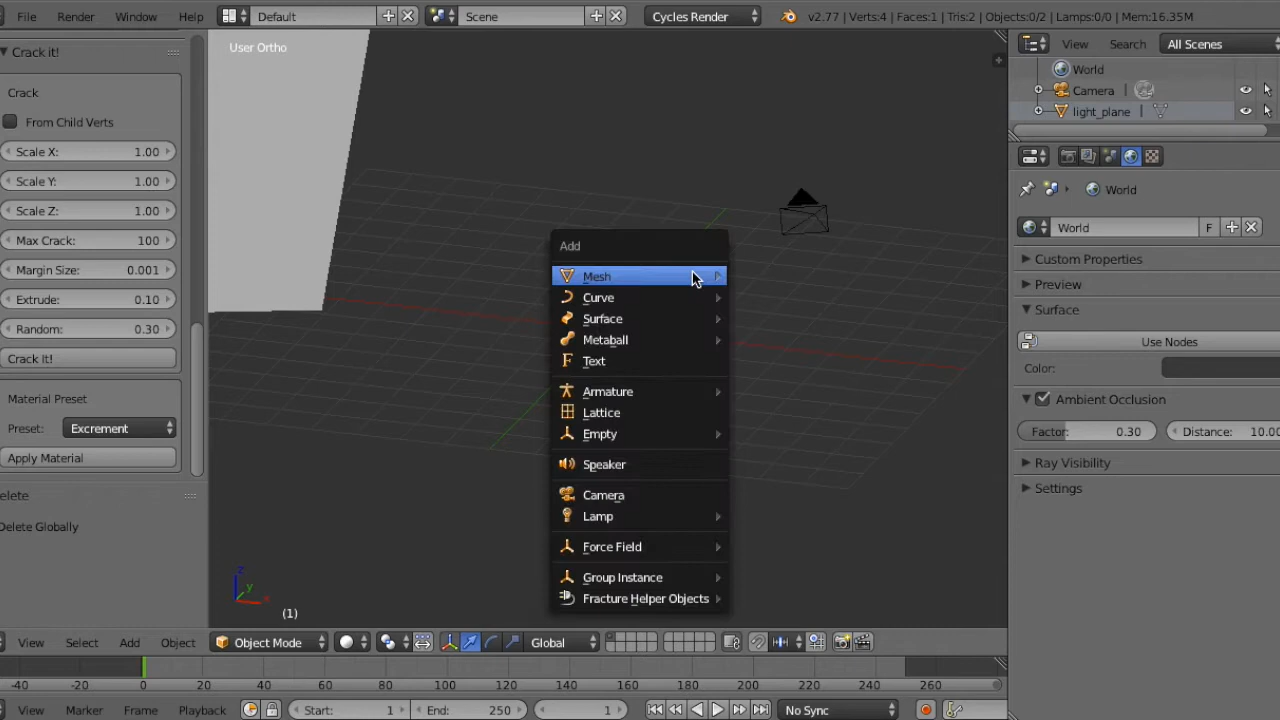 File Render Window Help Default Scene Cycles Render v2.77 | Verts:4 | Faces:1 | Tris:2 | Objects:0/2 | Lamps:0/0 | Mem:16.35M
Crack it!
Crack
From Child Verts
Scale X: 1.00
Scale Y: 1.00
Scale Z: 1.00
Max Crack: 100
Margin Size: 0.001
Extrude: 0.10
Random: 0.30
Crack It!
Material Preset
Preset: Excrement
Apply Material
elete
Delete Globally
User Ortho
Add
Mesh
Curve
Surface
Metaball
Text
Armature
Lattice
Empty
Speaker
Camera
Lamp
Force Field
Group Instance
Fracture Helper Objects
z
y
x
(1)
View Search All Scenes
World
Camera
light_plane
World
World F
Custom Properties
Preview
Surface
Use Nodes
Color:
Ambient Occlusion
Factor: 0.30 Distance: 10.00
Ray Visibility
Settings
View Select Add Object Object Mode Global
-40 -20 0 20 40 60 80 100 120 140 160 180 200 220 240 260
View Marker Frame Playback Start: 1 End: 250 1 No Sync